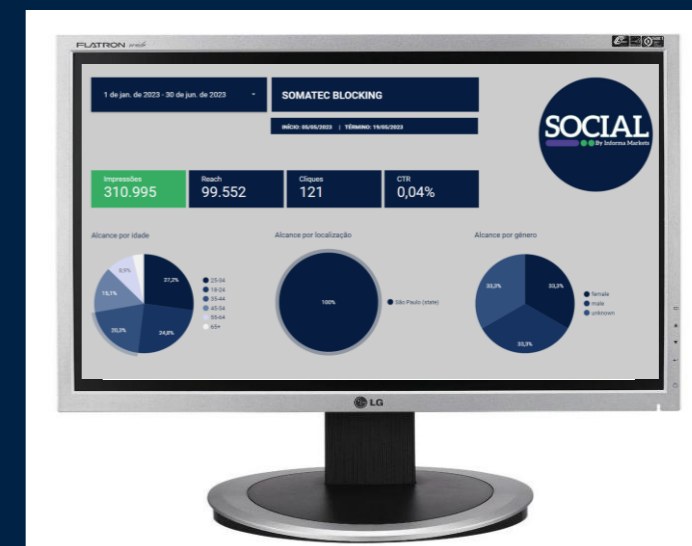 FLATRON
1 de jan. de 2023 - 30 de jun. de 2023
SOMATEC BLOCKING
INÍCIO: 05/05/2023 | TÉRMINO: 19/05/2023
SOCIAL
By Informa Markets
Impressões
310.995
Reach
99.552
Cliques
121
CTR
0,04%
Alcance por idade
27,2%
24,8%
20,3%
15,1%
8,9%
25-34
18-24
35-44
45-54
55-64
65+
Alcance por localização
100%
São Paulo (state)
Alcance por gênero
33,3%
33,3%
33,3%
female
male
unknown
LG